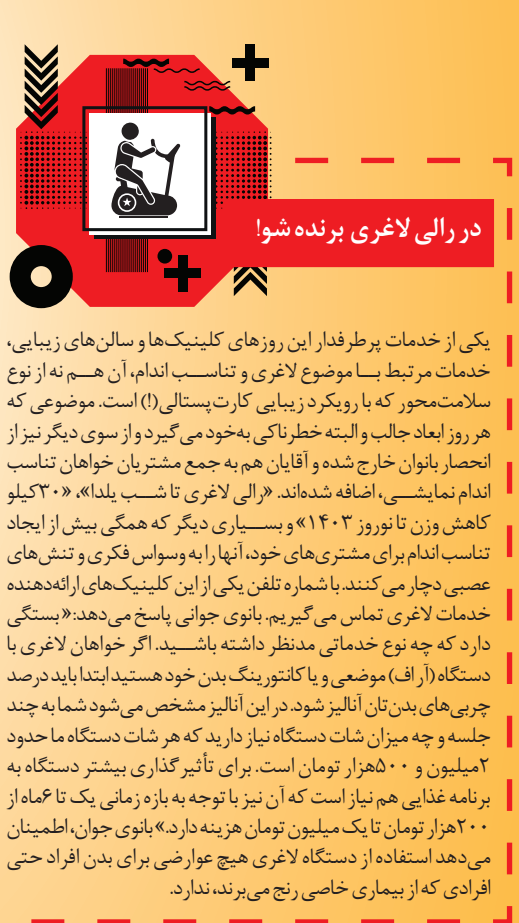 در رالی لاغری برنده شو!
یکی از خدمات پرطرفدار این روزهای کلینیک‌ها و سالن‌های زیبایی،
خدمات مرتبط با موضوع لاغری و تناسب اندام، آن هم نه از نوع
سلامت‌محور که با رویکرد زیبایی کارت‌پستالی(!) است. موضوعی که
هر روز ابعاد جالب و البته خطرناکی به‌خود می‌گیرد و از سوی دیگر نیز از
انحصار بانوان خارج شده و آقایان هم به جمع مشتریان خواهان تناسب
اندام نمایشی، اضافه شده‌اند. «رالی لاغری تا شب یلدا»، «۳۰کیلو
کاهش وزن تا نوروز ۱۴۰۳» و بسیاری دیگر که همگی بیش از ایجاد
تناسب اندام برای مشتری‌های خود، آنها را به وسواس فکری و تنش‌های
عصبی دچار می‌کنند. با شماره تلفن یکی از این کلینیک‌های ارائه‌دهنده
خدمات لاغری تماس می‌گیریم. بانوی جوانی پاسخ می‌دهد:«بستگی
دارد که چه نوع خدماتی مدنظر داشته باشید. اگر خواهان لاغری با
دستگاه (آر اف) موضعی و یا کانتورینگ بدن خود هستید ابتدا باید درصد
چربی‌های بدن‌تان آنالیز شود. در این آنالیز مشخص می‌شود شما به چند
جلسه و چه میزان شات دستگاه نیاز دارید که هر شات دستگاه ما حدود
۲میلیون و ۵۰۰هزار تومان است. برای تأثیرگذاری بیشتر دستگاه به
برنامه غذایی هم نیاز است که آن نیز با توجه به بازه زمانی یک تا ۶ماه از
۲۰۰هزار تومان تا یک میلیون تومان هزینه دارد.»بانوی جوان، اطمینان
می‌دهد استفاده از دستگاه لاغری هیچ عوارضی برای بدن افراد حتی
افرادی که از بیماری خاصی رنج می‌برند، ندارد.